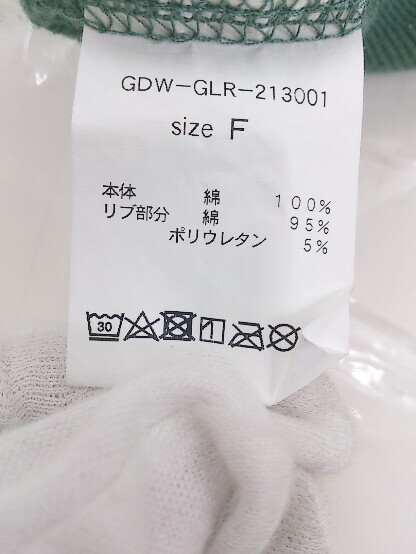 GDW-GLR-213001
size F
本体 綿 100%
リブ部分 綿 95%
ポリウレタン 5%
30